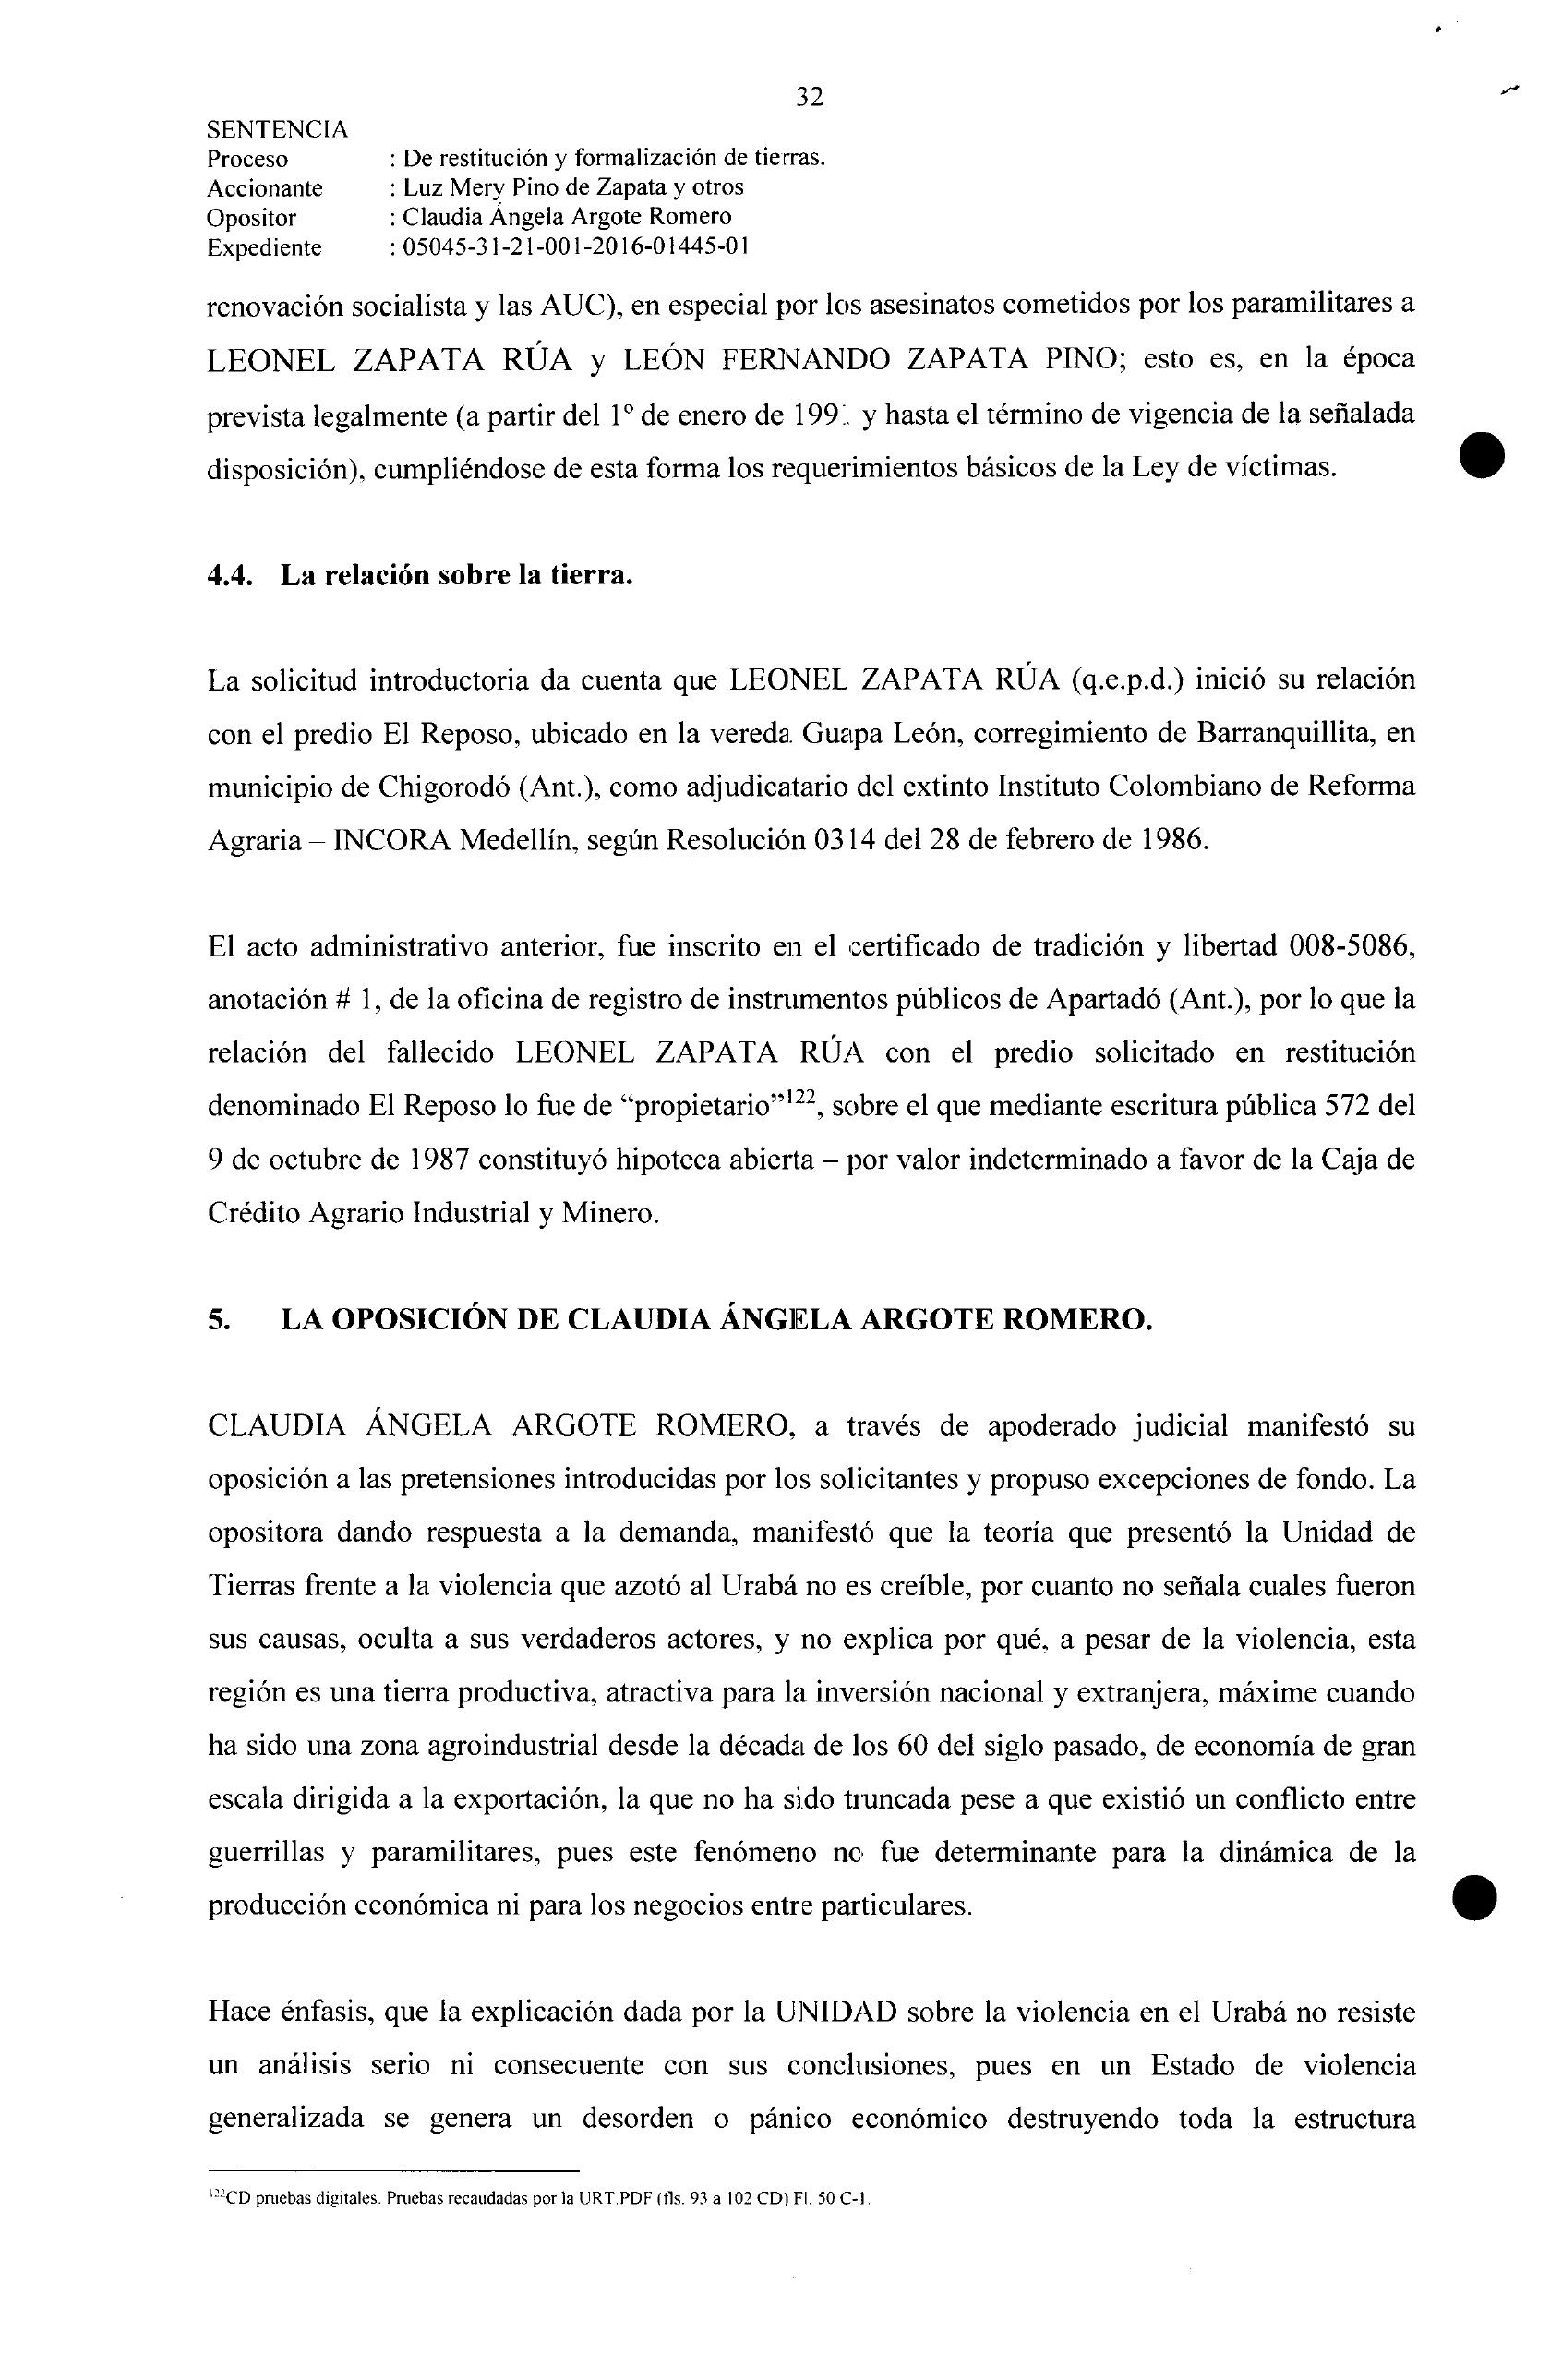 32
SENTENCIA
Proceso : De restitución y formalización de tierras.
Accionante : Luz Mery Pino de Zapata y otros
Opositor : Claudia Ángela Argote Romero
Expediente : 05045-31-21-001-2016-01445-01
renovación socialista y las AUC), en especial por los asesinatos cometidos por los paramilitares a
LEONEL ZAPATA RÚA y LEÓN FERNANDO ZAPATA PINO; esto es, en la época
prevista legalmente (a partir del 1° de enero de 1991 y hasta el término de vigencia de la señalada
disposición), cumpliéndose de esta forma los requerimientos básicos de la Ley de víctimas.
4.4. La relación sobre la tierra.
La solicitud introductoria da cuenta que LEONEL ZAPATA RÚA (q.e.p.d.) inició su relación
con el predio El Reposo, ubicado en la vereda Guapa León, corregimiento de Barranquillita, en
municipio de Chigorodó (Ant.), como adjudicatario del extinto Instituto Colombiano de Reforma
Agraria – INCORA Medellín, según Resolución 0314 del 28 de febrero de 1986.
El acto administrativo anterior, fue inscrito en el certificado de tradición y libertad 008-5086,
anotación # 1, de la oficina de registro de instrumentos públicos de Apartadó (Ant.), por lo que la
relación del fallecido LEONEL ZAPATA RÚA con el predio solicitado en restitución
denominado El Reposo lo fue de “propietario”122, sobre el que mediante escritura pública 572 del
9 de octubre de 1987 constituyó hipoteca abierta – por valor indeterminado a favor de la Caja de
Crédito Agrario Industrial y Minero.
5. LA OPOSICIÓN DE CLAUDIA ÁNGELA ARGOTE ROMERO.
CLAUDIA ÁNGELA ARGOTE ROMERO, a través de apoderado judicial manifestó su
oposición a las pretensiones introducidas por los solicitantes y propuso excepciones de fondo. La
opositora dando respuesta a la demanda, manifestó que la teoría que presentó la Unidad de
Tierras frente a la violencia que azotó al Urabá no es creíble, por cuanto no señala cuales fueron
sus causas, oculta a sus verdaderos actores, y no explica por qué, a pesar de la violencia, esta
región es una tierra productiva, atractiva para la inversión nacional y extranjera, máxime cuando
ha sido una zona agroindustrial desde la década de los 60 del siglo pasado, de economía de gran
escala dirigida a la exportación, la que no ha sido truncada pese a que existió un conflicto entre
guerrillas y paramilitares, pues este fenómeno no fue determinante para la dinámica de la
producción económica ni para los negocios entre particulares.
Hace énfasis, que la explicación dada por la UNIDAD sobre la violencia en el Urabá no resiste
un análisis serio ni consecuente con sus conclusiones, pues en un Estado de violencia
generalizada se genera un desorden o pánico económico destruyendo toda la estructura
122CD pruebas digitales. Pruebas recaudadas por la URT.PDF (fls. 93 a 102 CD) Fl. 50 C-1.